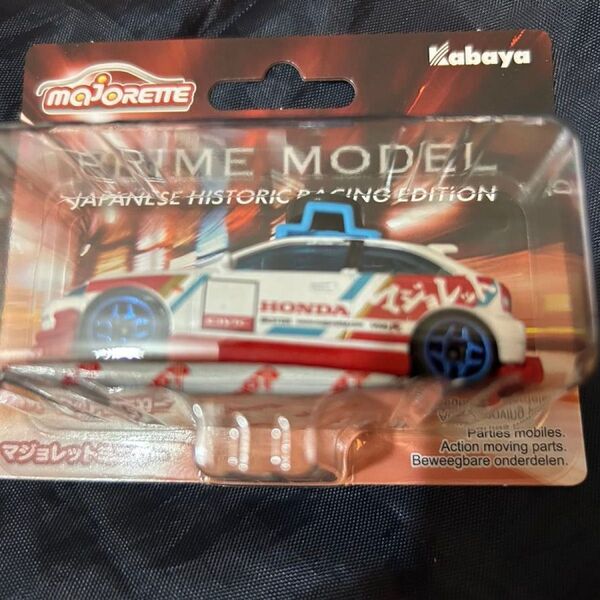 majorette
Kabaya
PRIME MODEL
JAPANESE HISTORIC RACING EDITION
HONDA
マジョレット
マジョレット
Parties mobiles.
Action moving parts.
Beweegbare onderdelen.